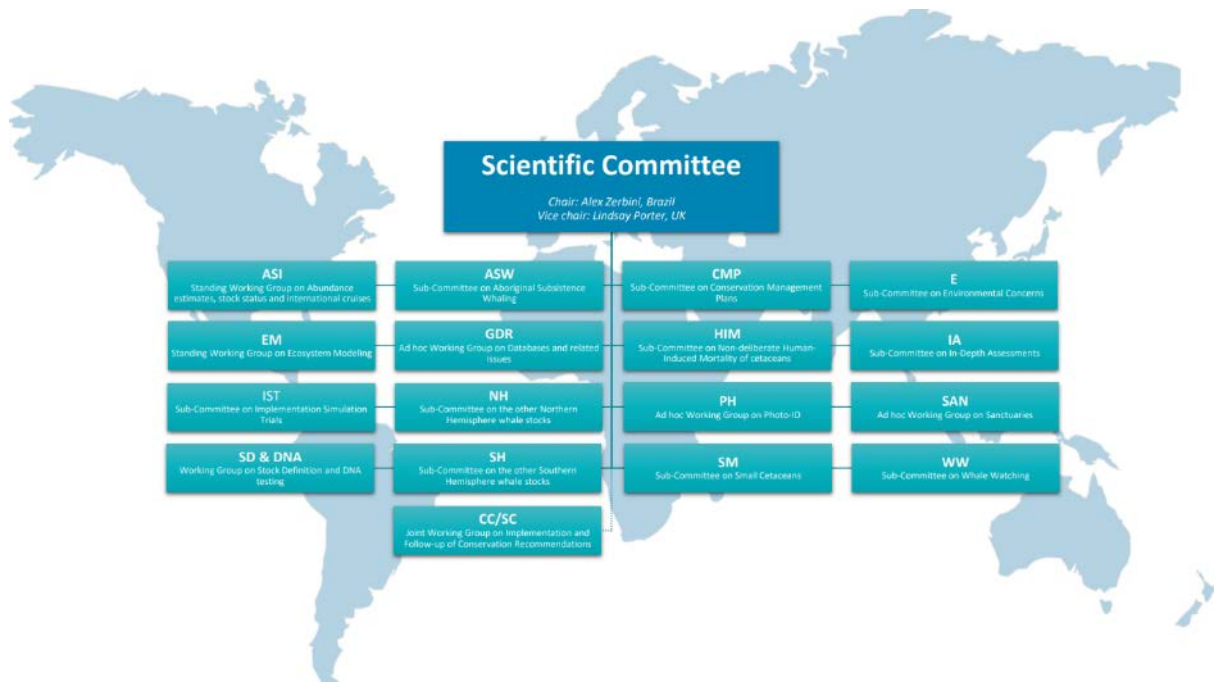 Scientific Committee
Chair: Alex Zerbini, Brazil
Vice chair: Lindsay Porter, UK
ASI
Standing Working Group on Abundance
estimates, stock status and international cruises
ASW
Sub-Committee on Aboriginal Subsistence
Whaling
CMP
Sub-Committee on Conservation Management
Plans
E
Sub-Committee on Environmental Concerns
EM
Standing Working Group on Ecosystem Modeling
GDR
Ad hoc Working Group on Databases and related
issues
HIM
Sub-Committee on Non-deliberate Human-
Induced Mortality of cetaceans
IA
Sub-Committee on In-Depth Assessments
IST
Sub-Committee on Implementation Simulation
Trials
NH
Sub-Committee on the other Northern
Hemisphere whale stocks
PH
Ad hoc Working Group on Photo-ID
SAN
Ad hoc Working Group on Sanctuaries
SD & DNA
Working Group on Stock Definition and DNA
testing
SH
Sub-Committee on the other Southern
Hemisphere whale stocks
SM
Sub-Committee on Small Cetaceans
WW
Sub-Committee on Whale Watching
CC/SC
Joint Working Group on Implementation and
Follow-up of Conservation Recommendations